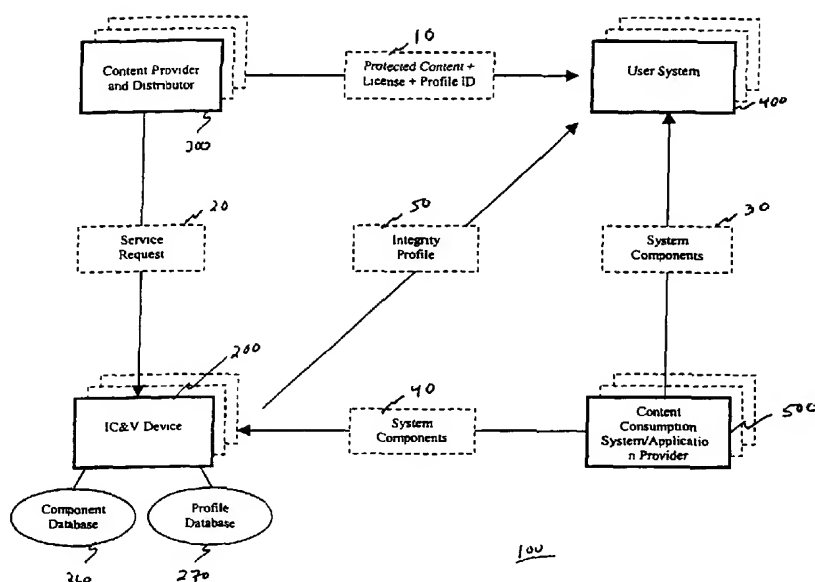 10
Content Provider
and Distributor
Protected Content +
License + Profile ID
User System
300
400
20
50
30
Service
Request
Integrity
Profile
System
Components
200
40
IC&V Device
System
Components
Content
Consumption
System/Applicatio
n Provider
500
Component
Database
Profile
Database
260
270
100